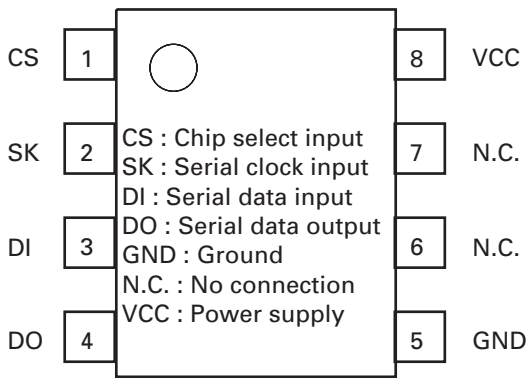 CS 1 8 VCC
CS : Chip select input
SK 2 7 N.C.
SK : Serial clock input
DI : Serial data input
DO : Serial data output
DI 3 6 N.C.
GND : Ground
N.C. : No connection
VCC : Power supply
DO 4 5 GND